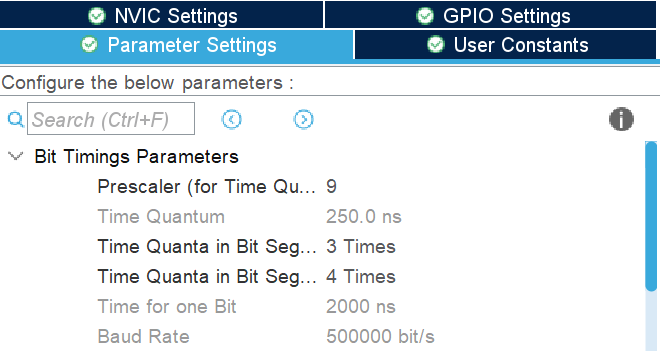 NVIC Settings
GPIO Settings
Parameter Settings
User Constants
Configure the below parameters :
Search (Ctrl+F)
Bit Timings Parameters
Prescaler (for Time Qu... 9
Time Quantum 250.0 ns
Time Quanta in Bit Seg... 3 Times
Time Quanta in Bit Seg... 4 Times
Time for one Bit 2000 ns
Baud Rate 500000 bit/s